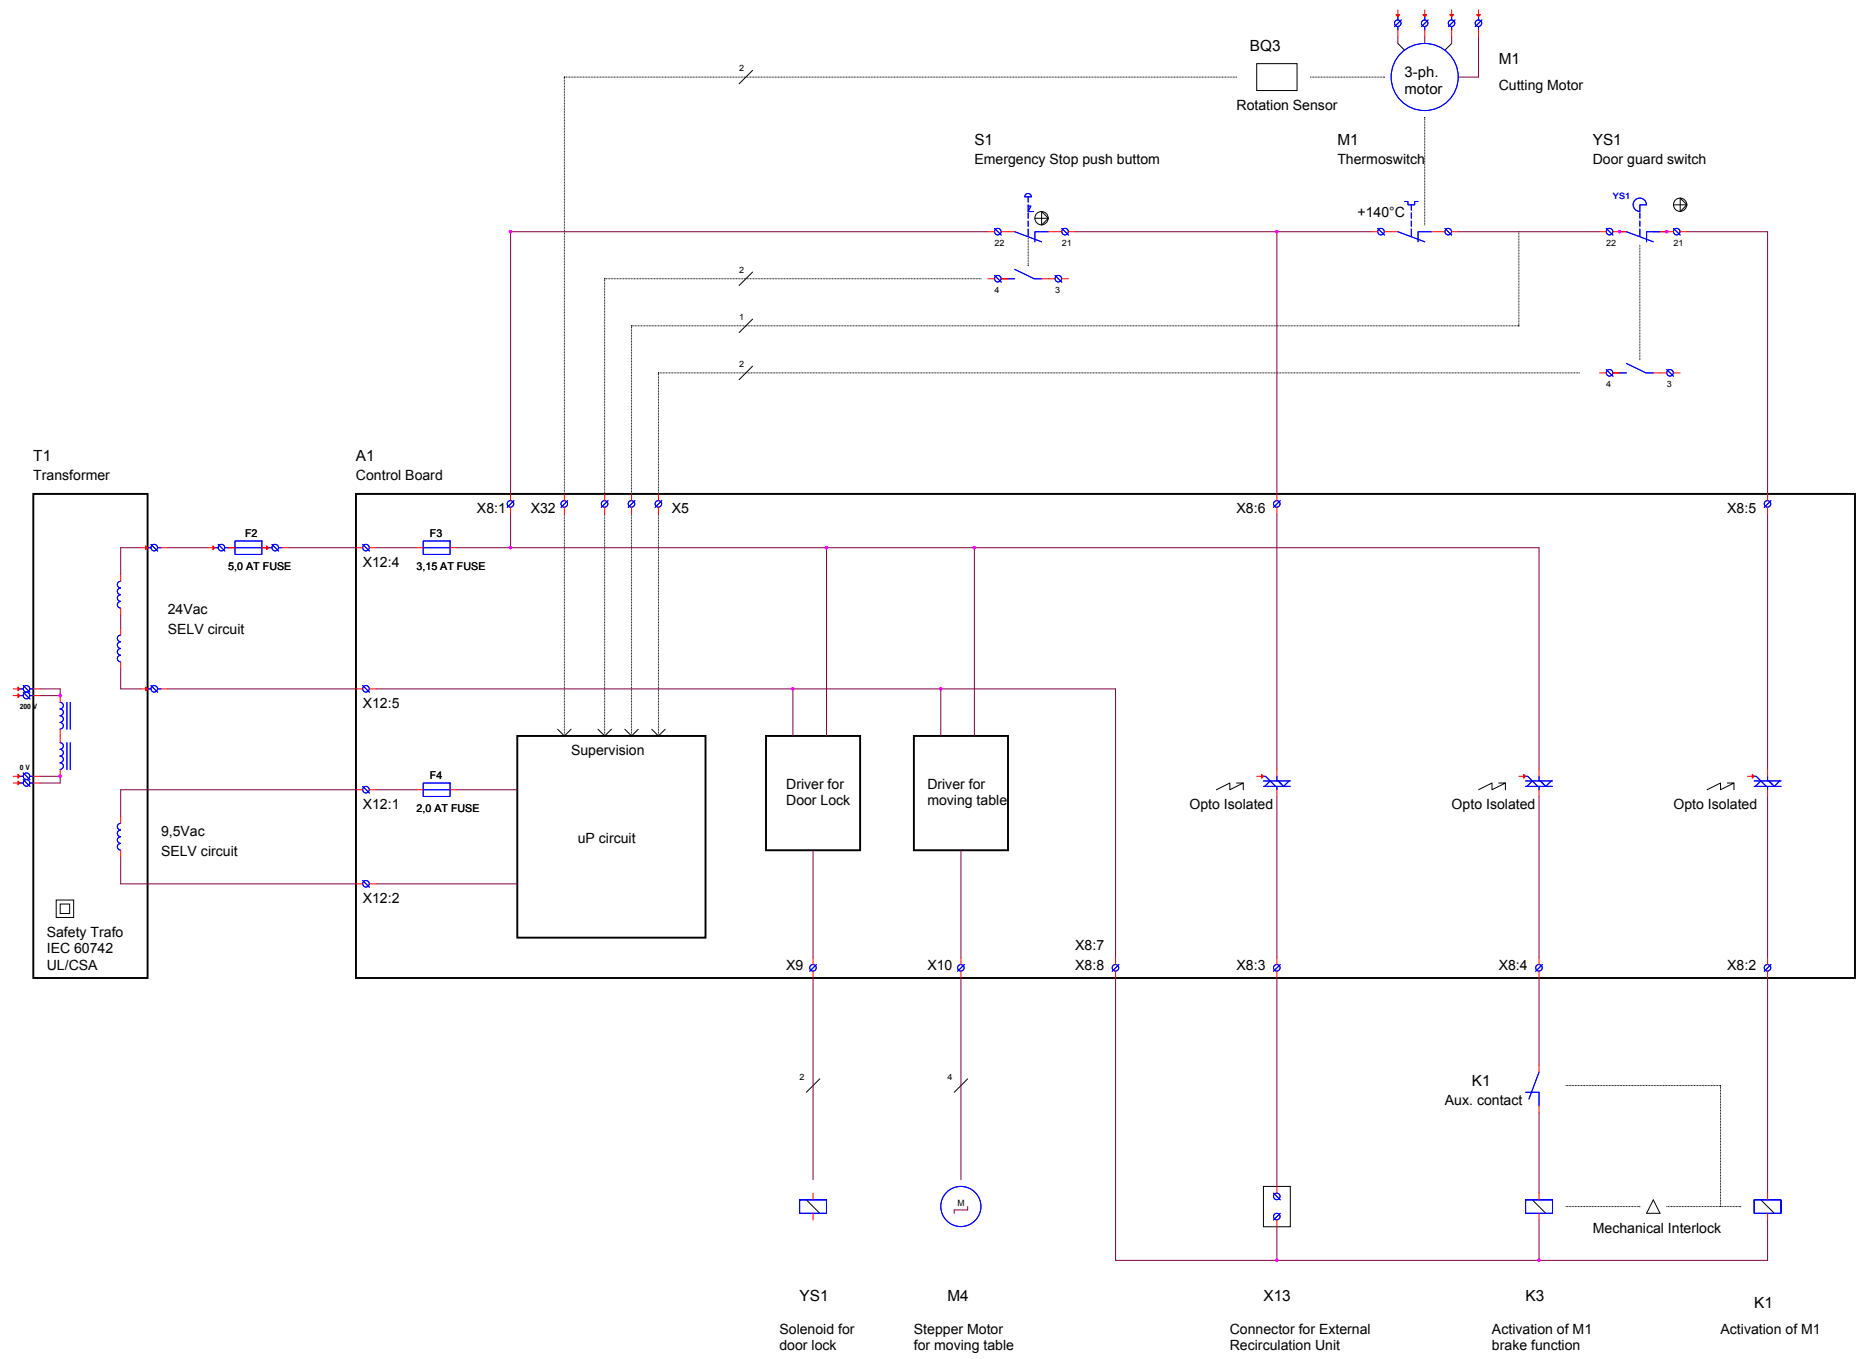 BQ3
Rotation Sensor
3-ph.
motor
M1
Cutting Motor
2
S1
Emergency Stop push buttom
M1
Thermoswitch
YS1
Door guard switch
+140°C
YS1
22
21
22
21
2
4
3
1
2
4
3
T1
Transformer
A1
Control Board
X8:1
X32
X5
X8:6
X8:5
F2
5,0 AT FUSE
X12:4
F3
3,15 AT FUSE
24Vac
SELV circuit
X12:5
200 V
0 V
Supervision
uP circuit
Driver for
Door Lock
Driver for
moving table
Opto Isolated
Opto Isolated
Opto Isolated
X12:1
F4
2,0 AT FUSE
9,5Vac
SELV circuit
X12:2
Safety Trafo
IEC 60742
UL/CSA
X9
X10
X8:7
X8:8
X8:3
X8:4
X8:2
2
4
K1
Aux. contact
M
Mechanical Interlock
YS1
Solenoid for
door lock
M4
Stepper Motor
for moving table
X13
Connector for External
Recirculation Unit
K3
Activation of M1
brake function
K1
Activation of M1